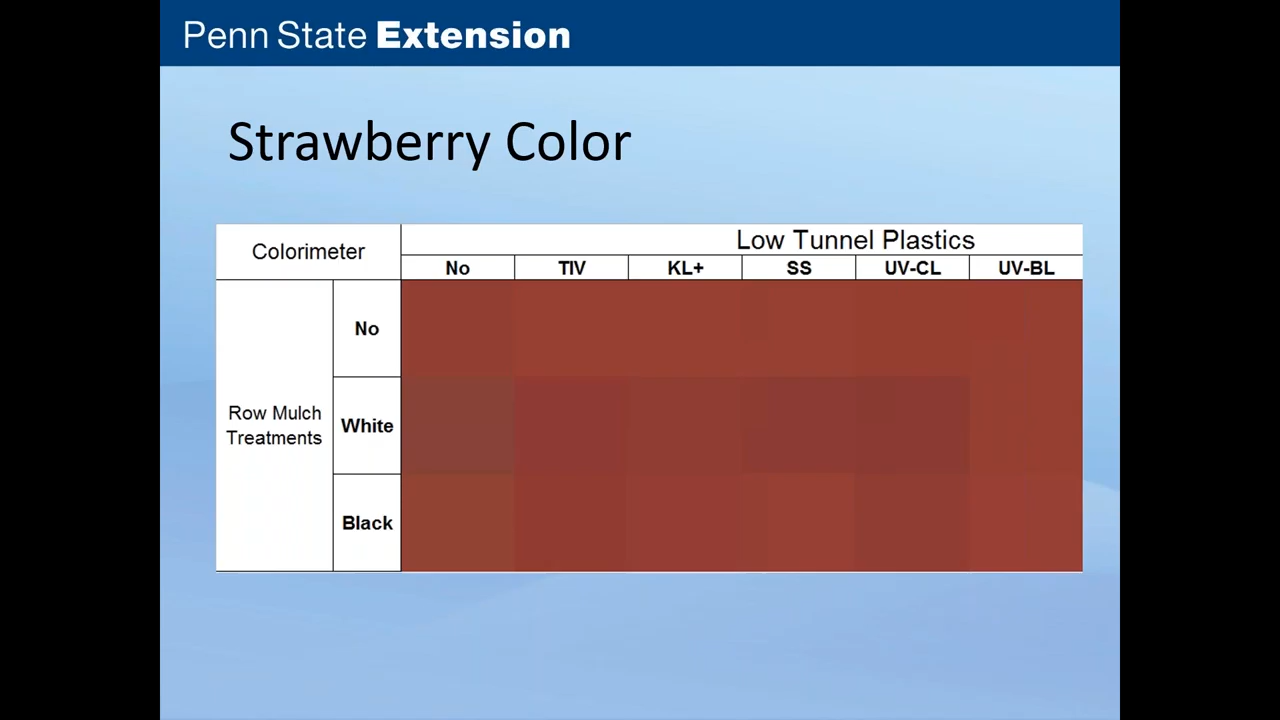 Penn State Extension
Strawberry Color
Colorimeter
Low Tunnel Plastics
No TIV KL+ SS UV-CL UV-BL
No
Row Mulch
Treatments
White
Black